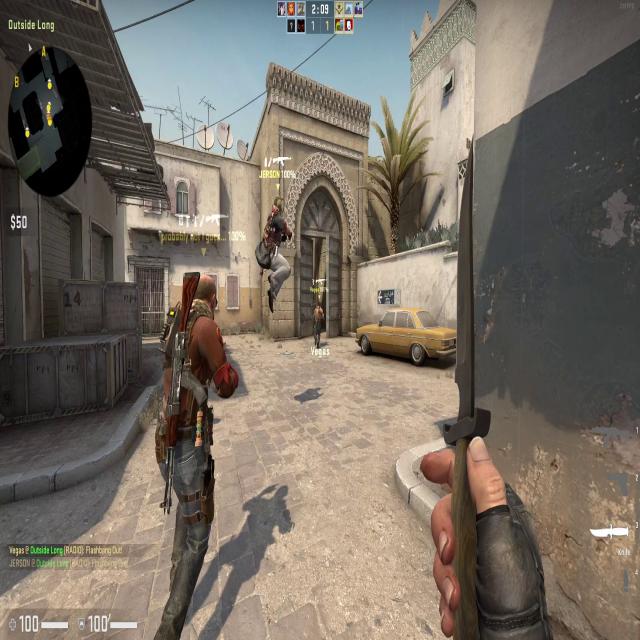 Outside Long
2:09
1 1
A
B
JERSON 100%
$50
14
Vegas
Vegas @ Outside Long (RADIO): Flashbang Out!
JERSON @ Outside Long (RADIO): Flashbang Out!
Knife
100
100